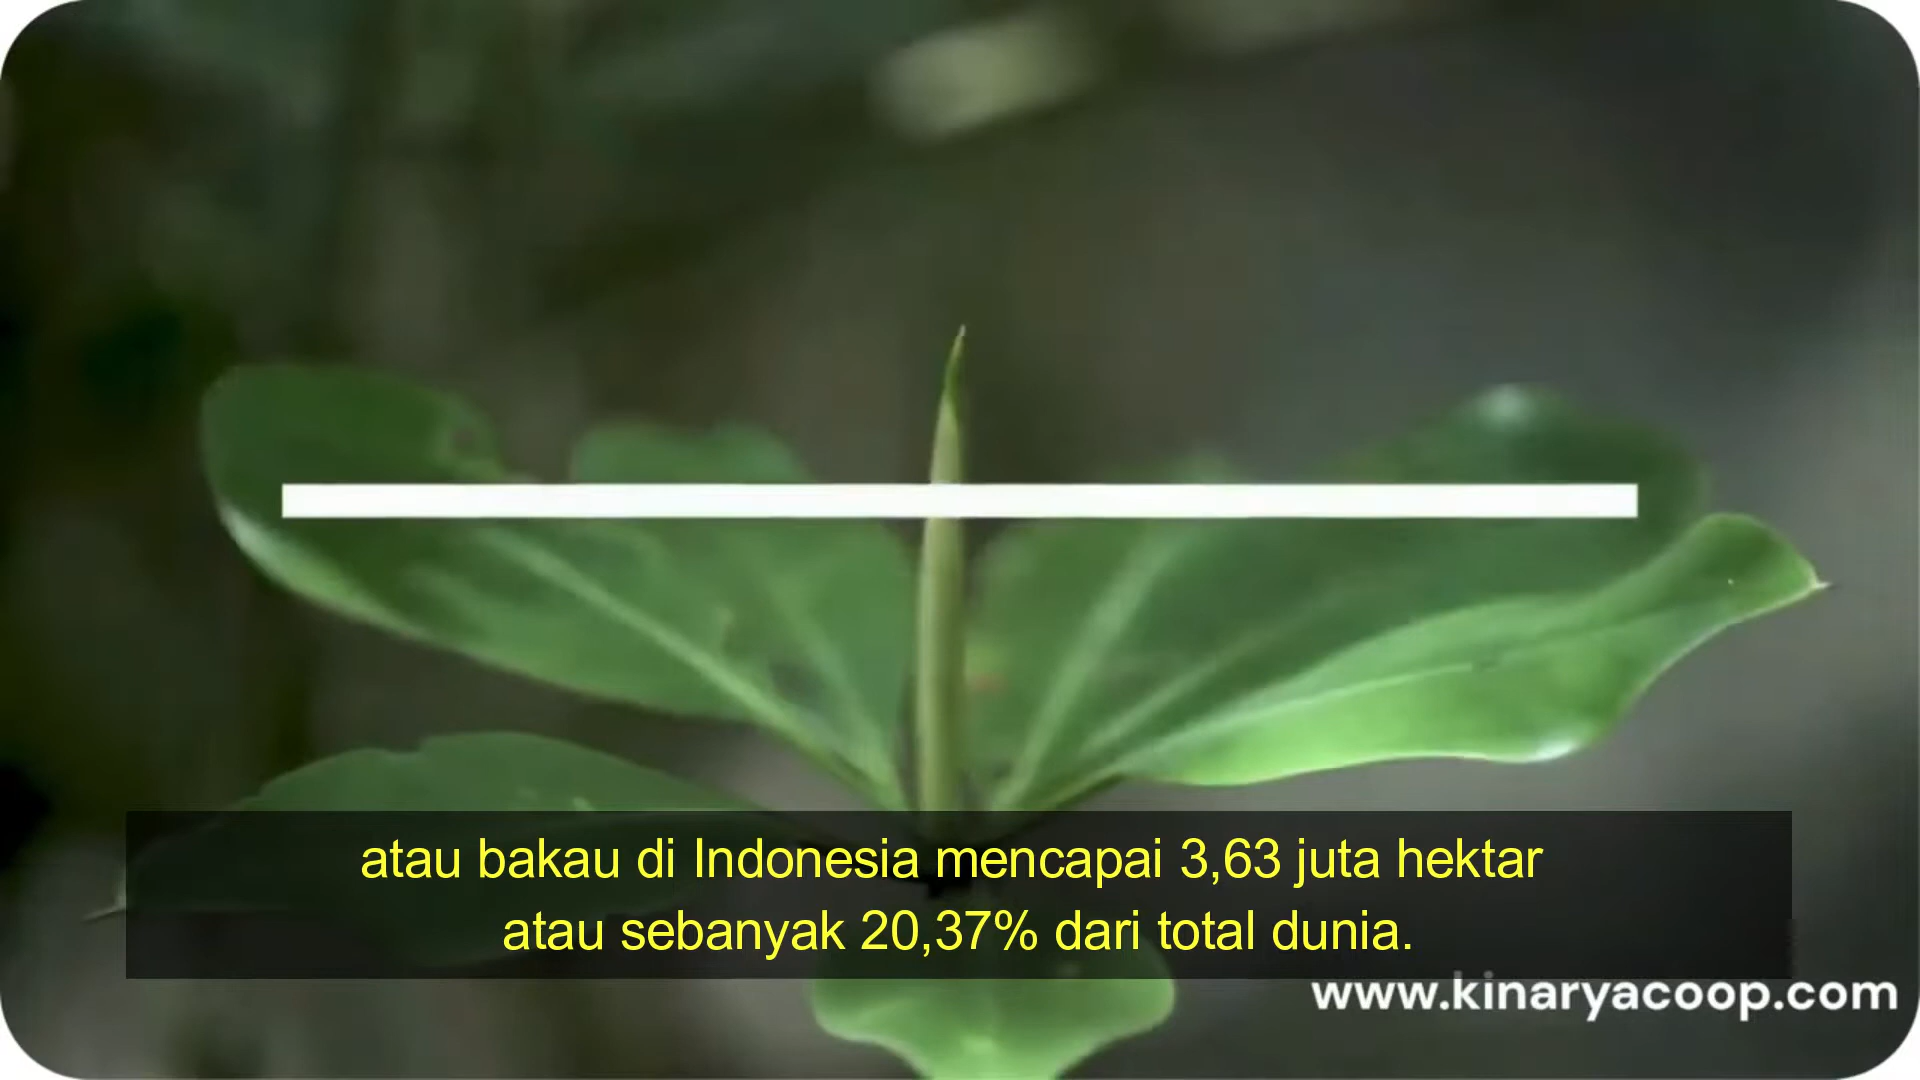 atau bakau di Indonesia mencapai 3,63 juta hektar
atau sebanyak 20,37% dari total dunia.
www.kinaryacoop.com